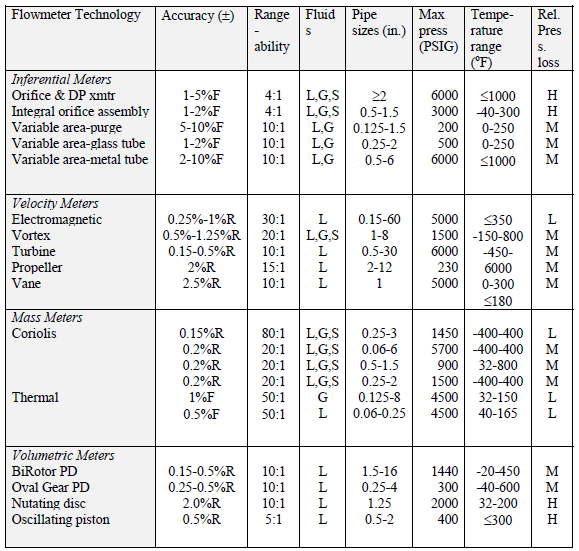 Flowmeter Technology Accuracy (±) Range Fluid Pipe Max Tempe- Rel.
- s sizes (in.) press rature Pres
ability (PSIG) range s.
(°F) loss
Inferential Meters
Orifice & DP xmtr 1-5%F 4:1 L,G,S ≥2 6000 ≤1000 H
Integral orifice assembly 1-2%F 4:1 L,G,S 0.5-1.5 3000 -40-300 H
Variable area-purge 5-10%F 10:1 L,G 0.125-1.5 200 0-250 M
Variable area-glass tube 1-2%F 10:1 L,G 0.25-2 500 0-250 M
Variable area-metal tube 2-10%F 10:1 L,G 0.5-6 6000 ≤1000 M
Velocity Meters
Electromagnetic 0.25%-1%R 30:1 L 0.15-60 5000 ≤350 L
Vortex 0.5%-1.25%R 20:1 L,G,S 1-8 1500 -150-800 M
Turbine 0.15-0.5%R 10:1 L 0.5-30 6000 -450- M
Propeller 2%R 15:1 L 2-12 230 6000 M
Vane 2.5%R 10:1 L 1 5000 0-300 M
≤180
Mass Meters
Coriolis 0.15%R 80:1 L,G,S 0.25-3 1450 -400-400 L
0.2%R 20:1 L,G,S 0.06-6 5700 -400-400 M
0.2%R 20:1 L,G,S 0.5-1.5 900 32-800 M
0.2%R 20:1 L,G,S 0.25-2 1500 -400-400 M
Thermal 1%F 50:1 G 0.125-8 4500 32-150 L
0.5%F 50:1 L 0.06-0.25 4500 40-165 L
Volumetric Meters
BiRotor PD 0.15-0.5%R 10:1 L 1.5-16 1440 -20-450 M
Oval Gear PD 0.25-0.5%R 10:1 L 0.25-4 300 -40-600 M
Nutating disc 2.0%R 10:1 L 1.25 2000 32-200 H
Oscillating piston 0.5%R 5:1 L 0.5-2 400 ≤300 H